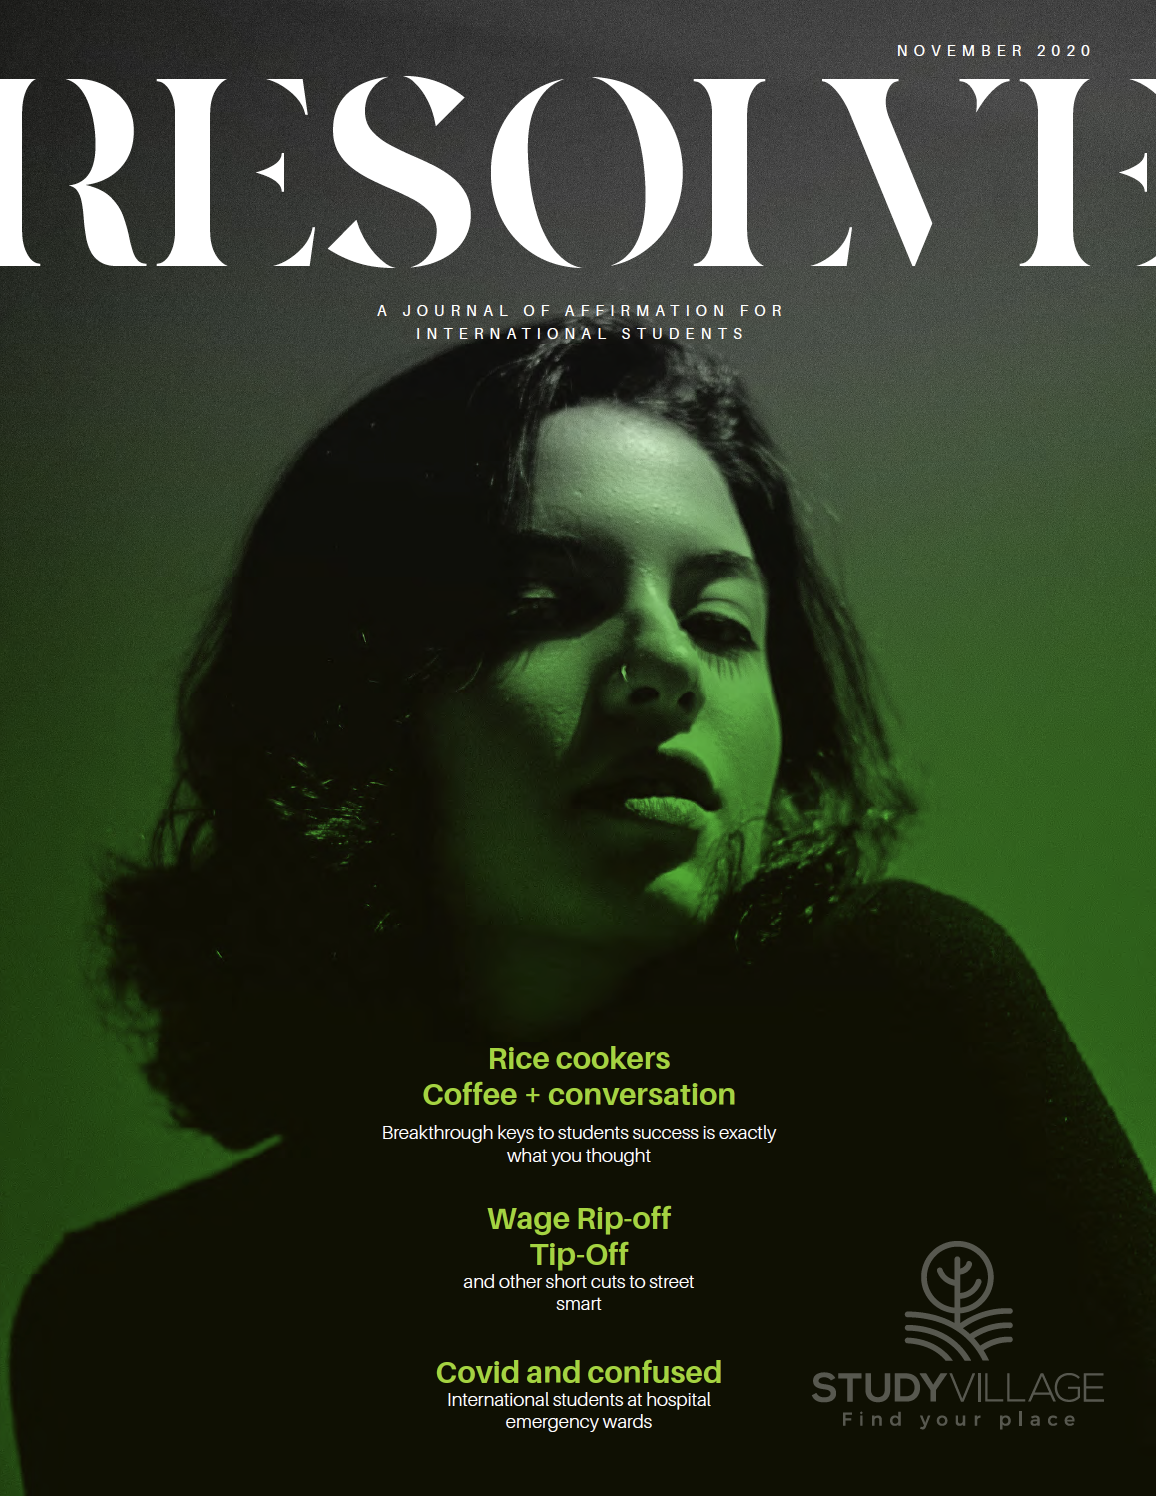 NOVEMBER 2020
RESOLVE
A JOURNAL OF AFFIRMATION FOR
INTERNATIONAL STUDENTS
Rice cookers
Coffee + conversation
Breakthrough keys to students success is exactly
what you thought
Wage Rip-off
Tip-Off
and other short cuts to street
smart
Covid and confused
International students at hospital
emergency wards
STUDYVILLAGE
Find your place